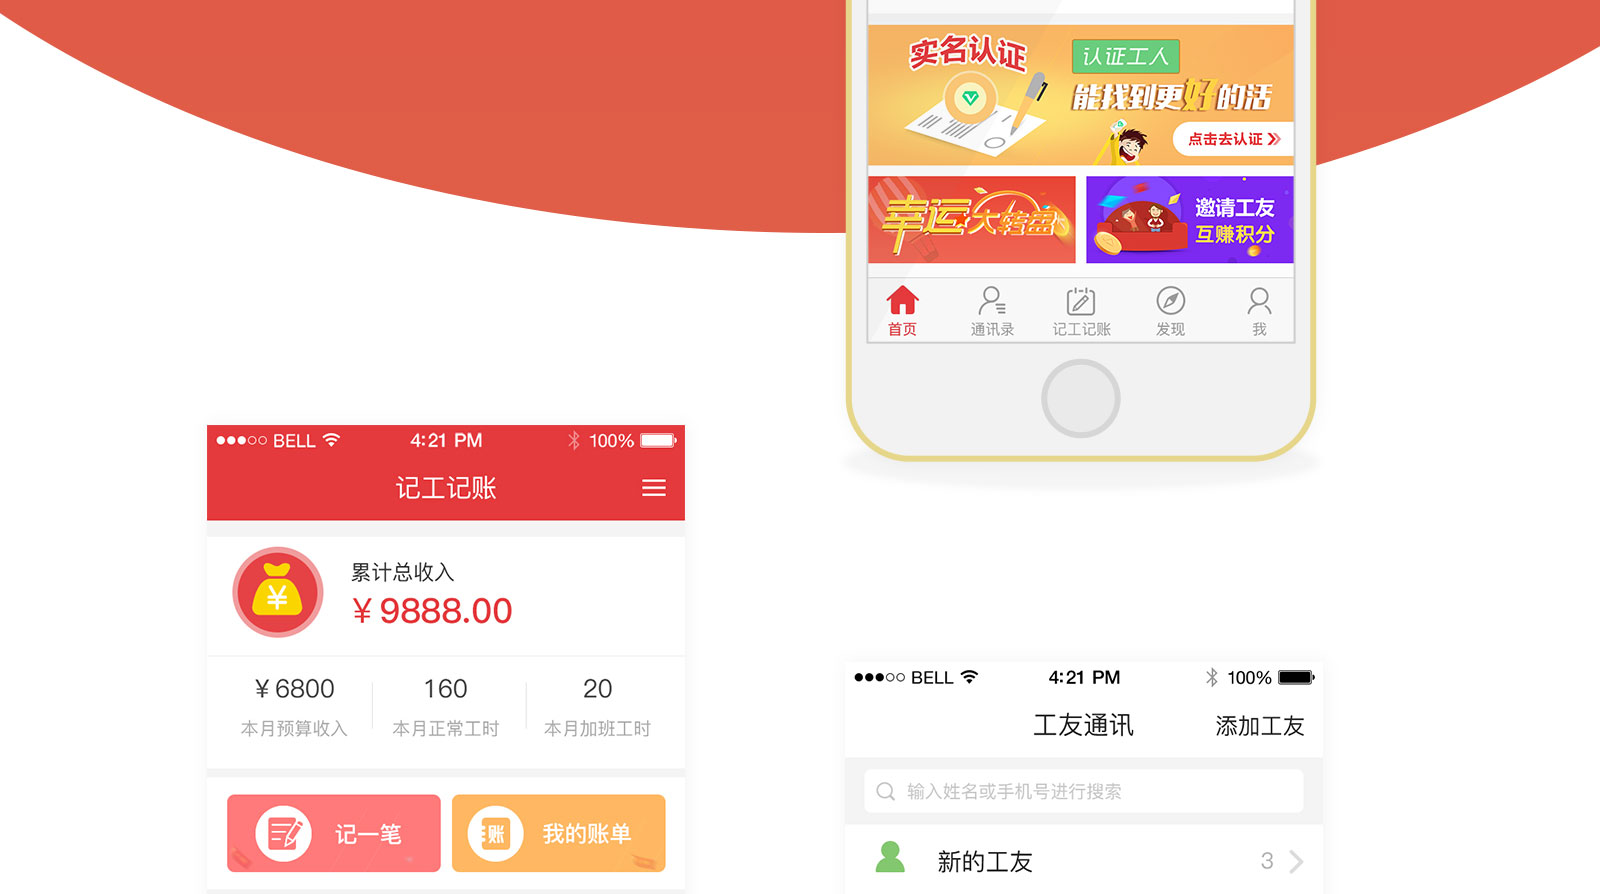 实名认证
认证工人
能找到更好的活
点击去认证
幸运大转盘
邀请工友
互赚积分
首页
通讯录
记工记账
发现
我
BELL 4:21 PM 100%
记工记账
累计总收入
¥ 9888.00
¥ 6800 160 20
本月预算收入 本月正常工时 本月加班工时
记一笔
账
我的账单
BELL 4:21 PM 100%
工友通讯 添加工友
输入姓名或手机号进行搜索
新的工友 3